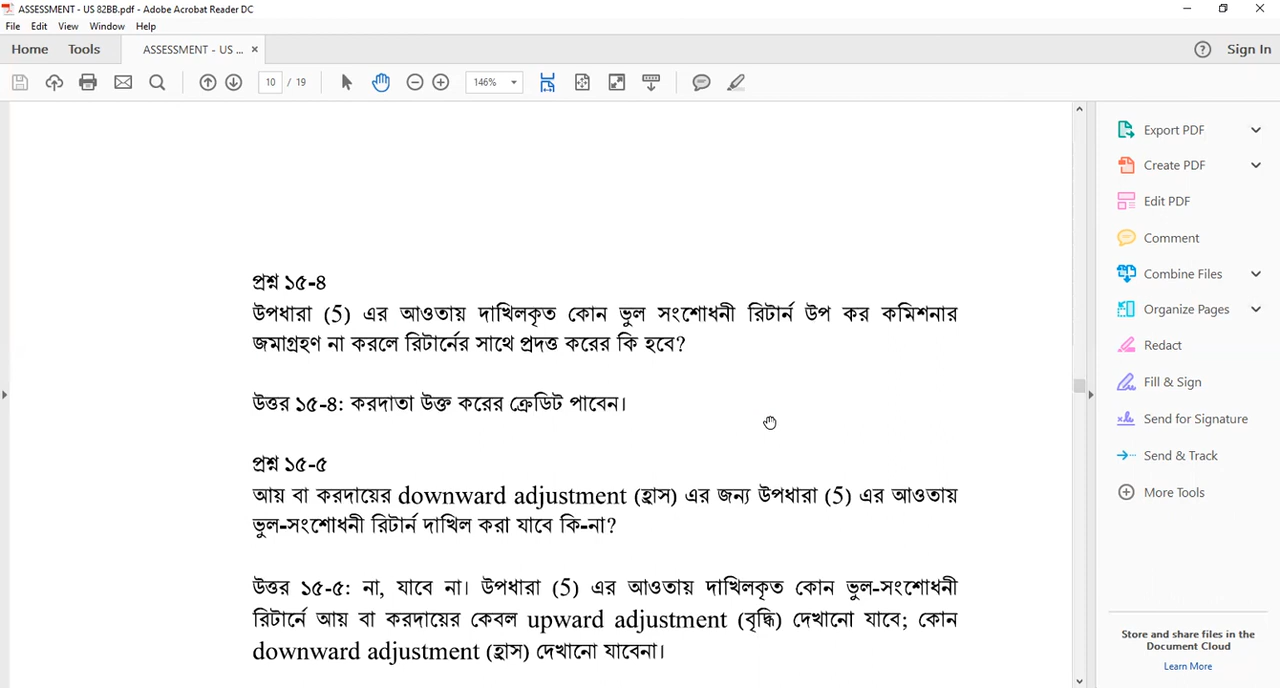 ASSESSMENT - US 82BB.pdf - Adobe Acrobat Reader DC
File Edit View Window Help
Home Tools ASSESSMENT - US ... × Sign In
10 / 19 146%
Export PDF
Create PDF
Edit PDF
Comment
Combine Files
Organize Pages
Redact
Fill & Sign
Send for Signature
Send & Track
More Tools
Store and share files in the
Document Cloud
Learn More
প্রশ্ন ১৫-৪
উপধারা (5) এর আওতায় দাখিলকৃত কোন ভুল সংশোধনী রিটার্ন উপ কর কমিশনার
জমাগ্রহণ না করলে রিটার্নের সাথে প্রদত্ত করের কি হবে?
উত্তর ১৫-৪: করদাতা উক্ত করের ক্রেডিট পাবেন।
প্রশ্ন ১৫-৫
আয় বা করদায়ের downward adjustment (হ্রাস) এর জন্য উপধারা (5) এর আওতায়
ভুল-সংশোধনী রিটার্ন দাখিল করা যাবে কি-না?
উত্তর ১৫-৫: না, যাবে না। উপধারা (5) এর আওতায় দাখিলকৃত কোন ভুল-সংশোধনী
রিটার্নে আয় বা করদায়ের কেবল upward adjustment (বৃদ্ধি) দেখানো যাবে; কোন
downward adjustment (হ্রাস) দেখানো যাবেনা।